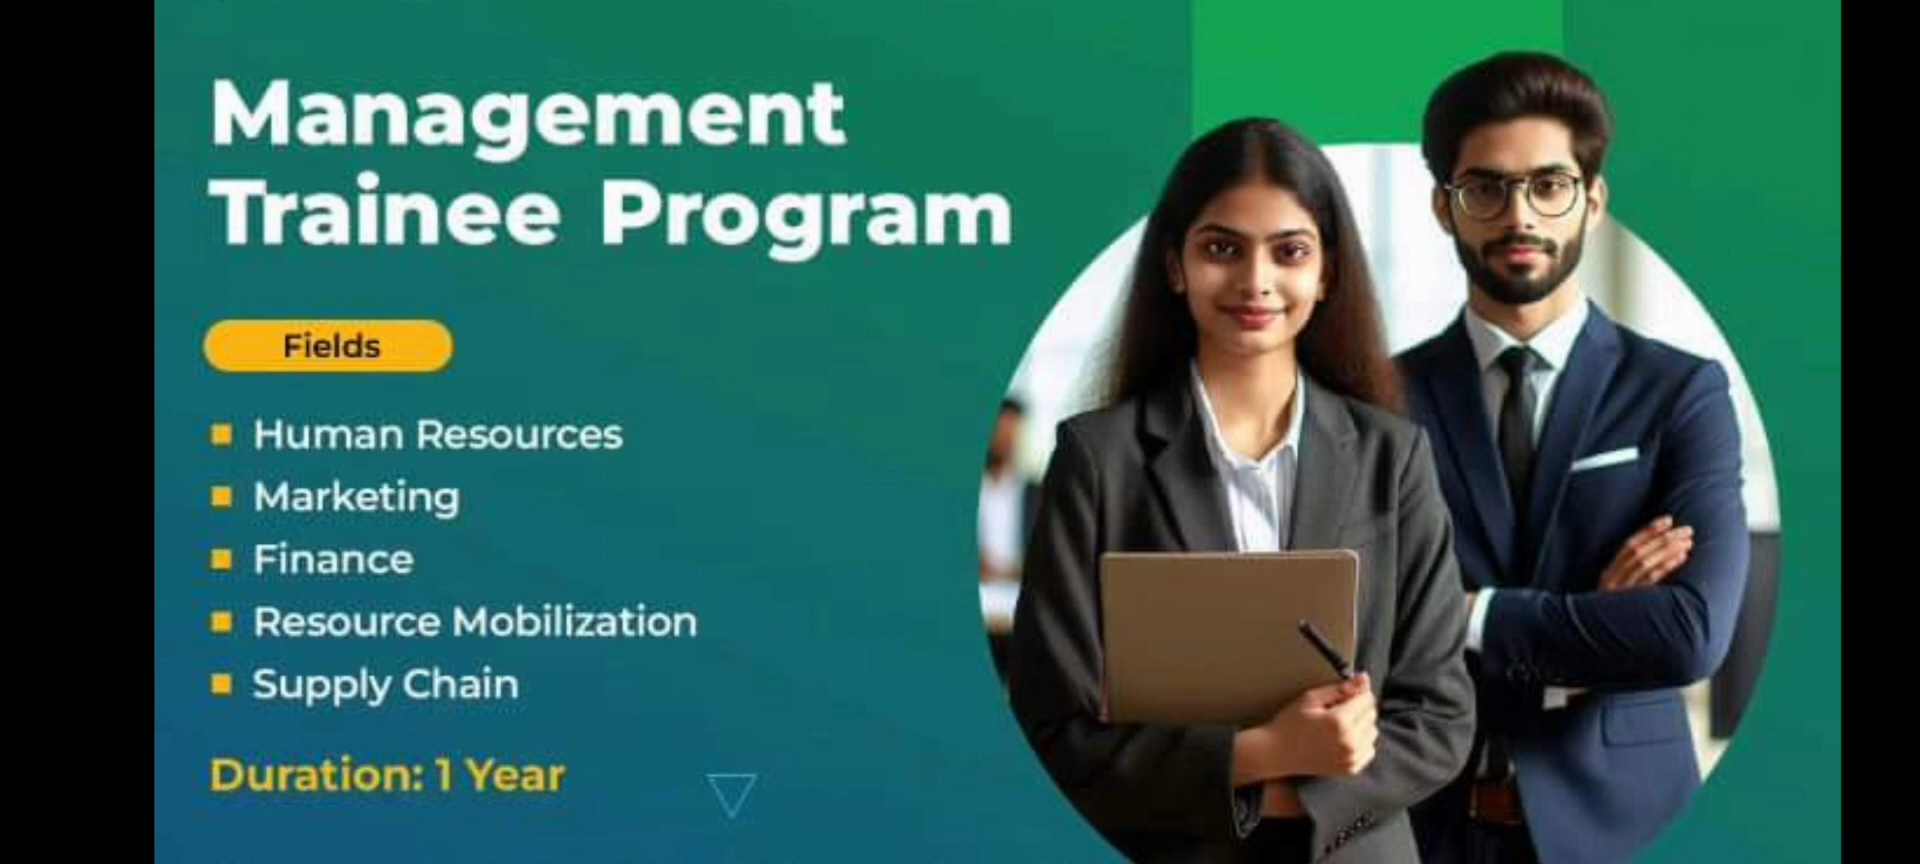 Management
Trainee Program
Fields
Human Resources
Marketing
Finance
Resource Mobilization
Supply Chain
Duration: 1 Year